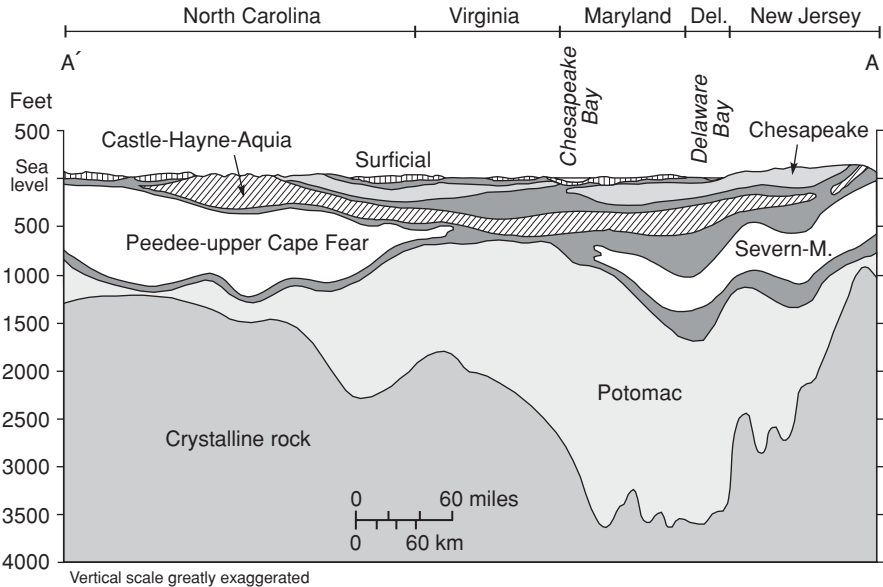 North Carolina Virginia Maryland Del. New Jersey
A´ A
Feet
Chesapeake
Bay
Delaware
Bay
500
Castle-Hayne-Aquia
Surficial
Chesapeake
Sea
level
500
Peedee-upper Cape Fear
Severn-M.
1000
1500
2000
Potomac
2500
Crystalline rock
3000
0 60 miles
3500
0 60 km
4000
Vertical scale greatly exaggerated